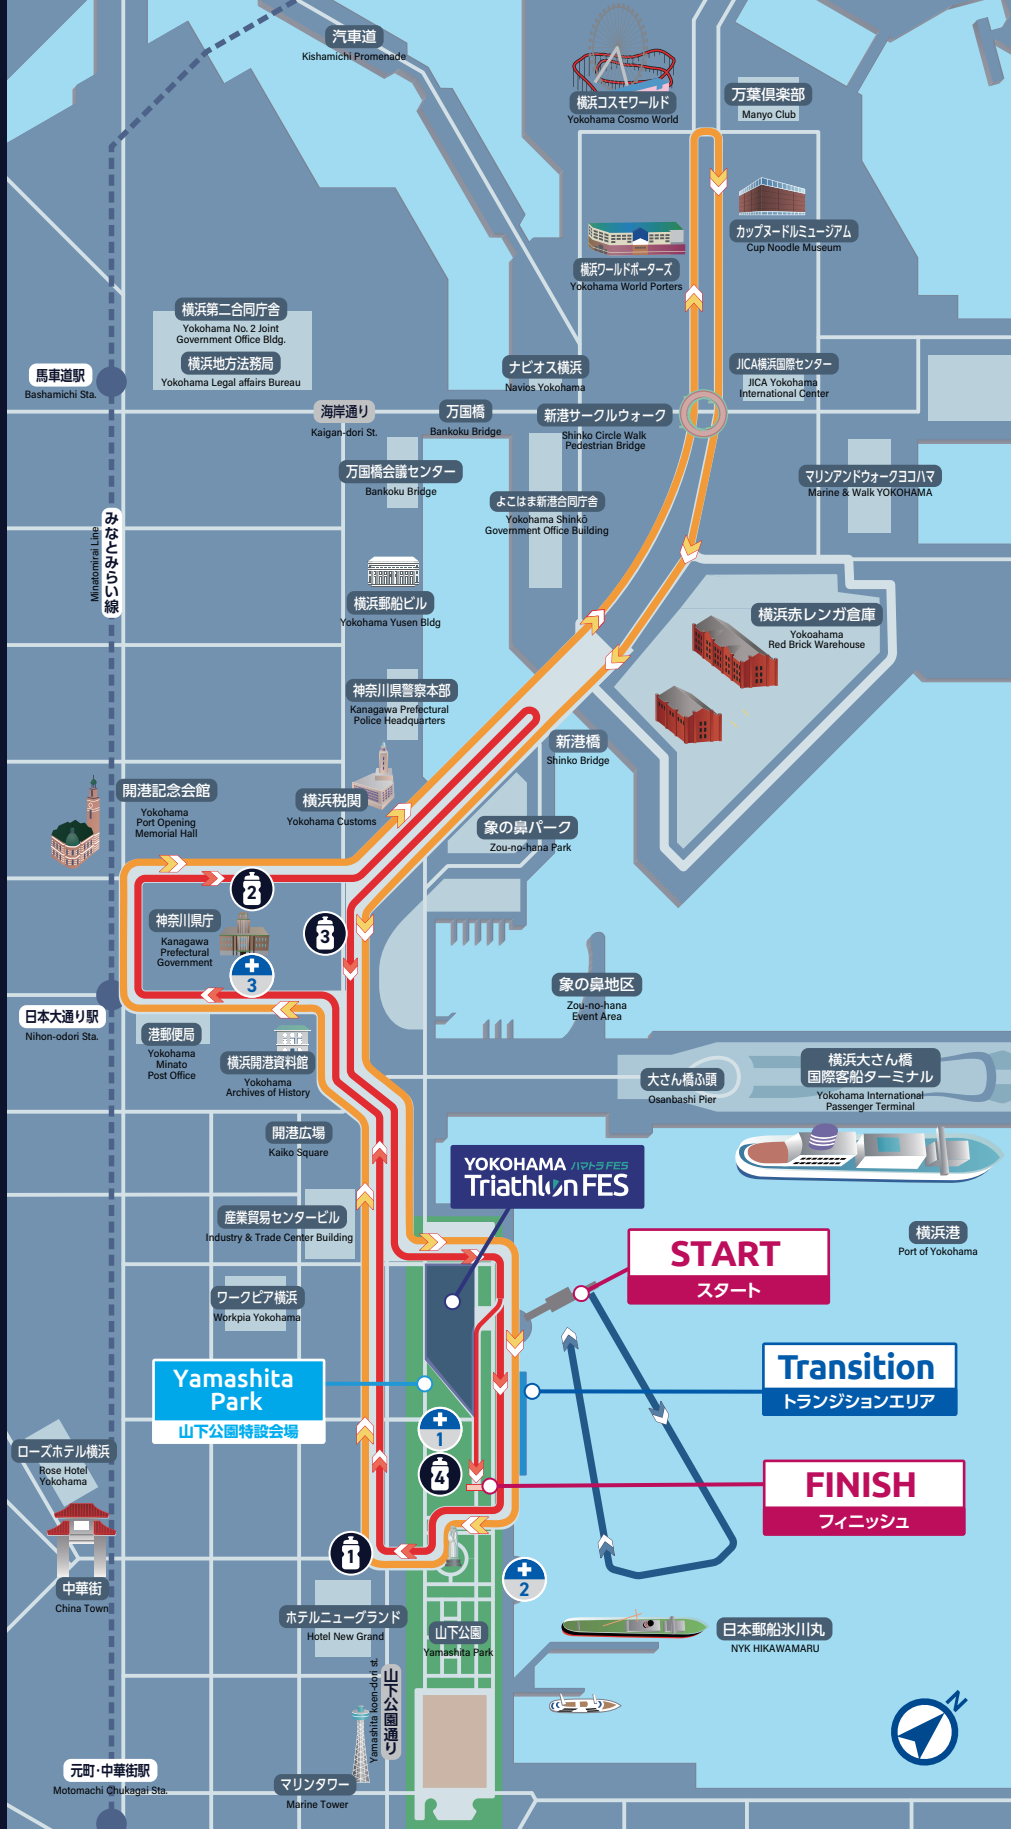 汽車道
Kishamichi Promenade
横浜コスモワールド
Yokohama Cosmo World
万葉倶楽部
Manyo Club
カップヌードルミュージアム
Cup Noodle Museum
横浜ワールドポーターズ
Yokohama World Porters
横浜第二合同庁舎
Yokohama No. 2 Joint
Government Office Bldg.
横浜地方法務局
Yokohama Legal affairs Bureau
馬車道駅
Bashamichi Sta.
ナビオス横浜
Navios Yokohama
JICA横浜国際センター
JICA Yokohama
International Center
海岸通り
Kaigan-dori St.
万国橋
Bankoku Bridge
新港サークルウォーク
Shinko Circle Walk
Pedestrian Bridge
万国橋会議センター
Bankoku Bridge
よこはま新港合同庁舎
Yokohama Shinko
Government Office Building
マリンアンドウォークヨコハマ
Marine & Walk YOKOHAMA
みなとみらい線
Minatomirai Line
横浜郵船ビル
Yokohama Yusen Bldg
横浜赤レンガ倉庫
Yokoahama
Red Brick Warehouse
神奈川県警察本部
Kanagawa Prefectural
Police Headquarters
新港橋
Shinko Bridge
開港記念会館
Yokohama
Port Opening
Memorial Hall
横浜税関
Yokohama Customs
象の鼻パーク
Zou-no-hana Park
2
神奈川県庁
Kanagawa
Prefectural
Government
3
3
象の鼻地区
Zou-no-hana
Event Area
日本大通り駅
Nihon-odori Sta.
港郵便局
Yokohama
Minato
Post Office
横浜開港資料館
Yokohama
Archives of History
大さん橋ふ頭
Osanbashi Pier
横浜大さん橋
国際客船ターミナル
Yokohama International
Passenger Terminal
開港広場
Kaiko Square
YOKOHAMA ハマトラFES
Triathlon FES
産業貿易センタービル
Industry & Trade Center Building
横浜港
Port of Yokohama
START
スタート
ワークピア横浜
Workpia Yokohama
Transition
トランジションエリア
Yamashita
Park
山下公園特設会場
1
ローズホテル横浜
Rose Hotel
Yokohama
4
FINISH
フィニッシュ
1
2
中華街
China Town
ホテルニューグランド
Hotel New Grand
山下公園
Yamashita Park
日本郵船氷川丸
NYK HIKAWAMARU
山下公園通り
Yamashita koen-dori st.
N
元町・中華街駅
Motomachi Chukagai Sta.
マリンタワー
Marine Tower